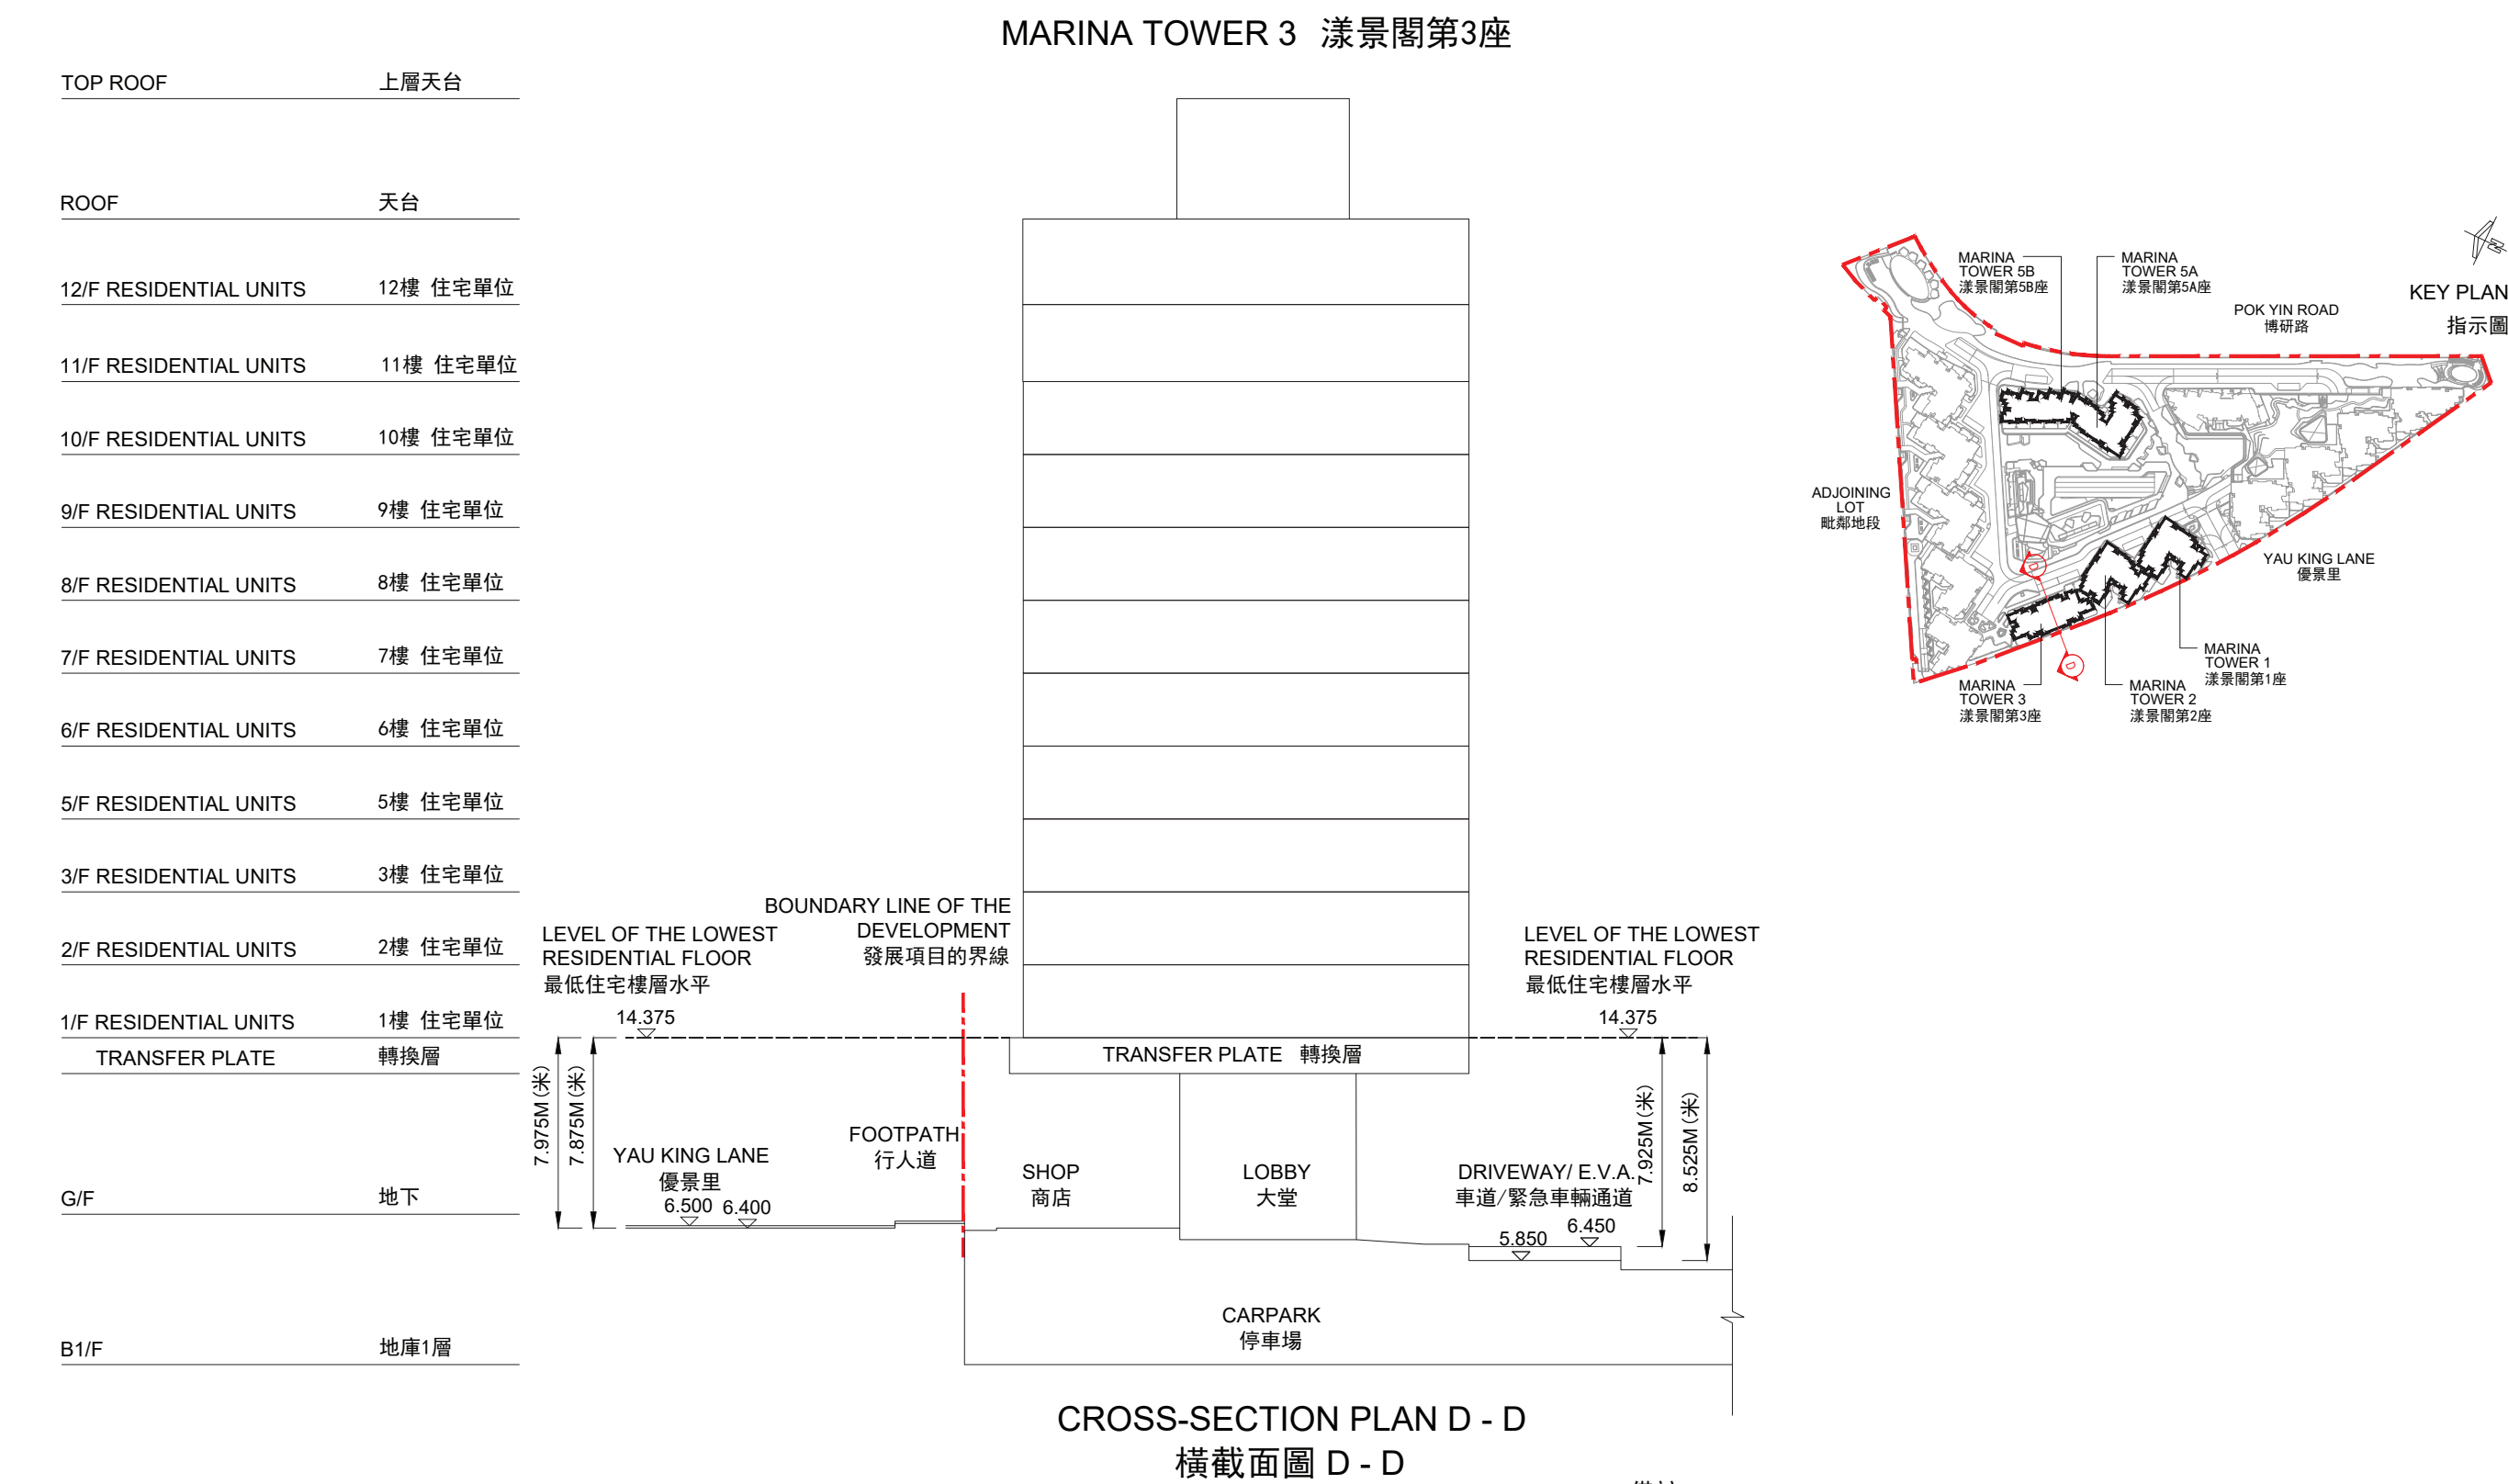 MARINA TOWER 3 漾景閣第3座
TOP ROOF 上層天台
ROOF 天台
12/F RESIDENTIAL UNITS 12樓 住宅單位
11/F RESIDENTIAL UNITS 11樓 住宅單位
10/F RESIDENTIAL UNITS 10樓 住宅單位
9/F RESIDENTIAL UNITS 9樓 住宅單位
8/F RESIDENTIAL UNITS 8樓 住宅單位
7/F RESIDENTIAL UNITS 7樓 住宅單位
6/F RESIDENTIAL UNITS 6樓 住宅單位
5/F RESIDENTIAL UNITS 5樓 住宅單位
3/F RESIDENTIAL UNITS 3樓 住宅單位
2/F RESIDENTIAL UNITS 2樓 住宅單位
1/F RESIDENTIAL UNITS 1樓 住宅單位
TRANSFER PLATE 轉換層
G/F 地下
B1/F 地庫1層
LEVEL OF THE LOWEST
RESIDENTIAL FLOOR
最低住宅樓層水平
14.375
BOUNDARY LINE OF THE
DEVELOPMENT
發展項目的界線
7.975M(米)
7.875M(米)
YAU KING LANE
優景里
6.500 6.400
FOOTPATH
行人道
TRANSFER PLATE 轉換層
SHOP
商店
LOBBY
大堂
CARPARK
停車場
LEVEL OF THE LOWEST
RESIDENTIAL FLOOR
最低住宅樓層水平
14.375
DRIVEWAY/ E.V.A.
車道/緊急車輛通道
5.850 6.450
7.925M(米)
8.525M(米)
N
KEY PLAN
指示圖
MARINA
TOWER 5B
漾景閣第5B座
MARINA
TOWER 5A
漾景閣第5A座
POK YIN ROAD
博研路
ADJOINING
LOT
毗鄰地段
YAU KING LANE
優景里
D
D
MARINA
TOWER 1
漾景閣第1座
MARINA
TOWER 3
漾景閣第3座
MARINA
TOWER 2
漾景閣第2座
CROSS-SECTION PLAN D - D
橫截面圖 D - D